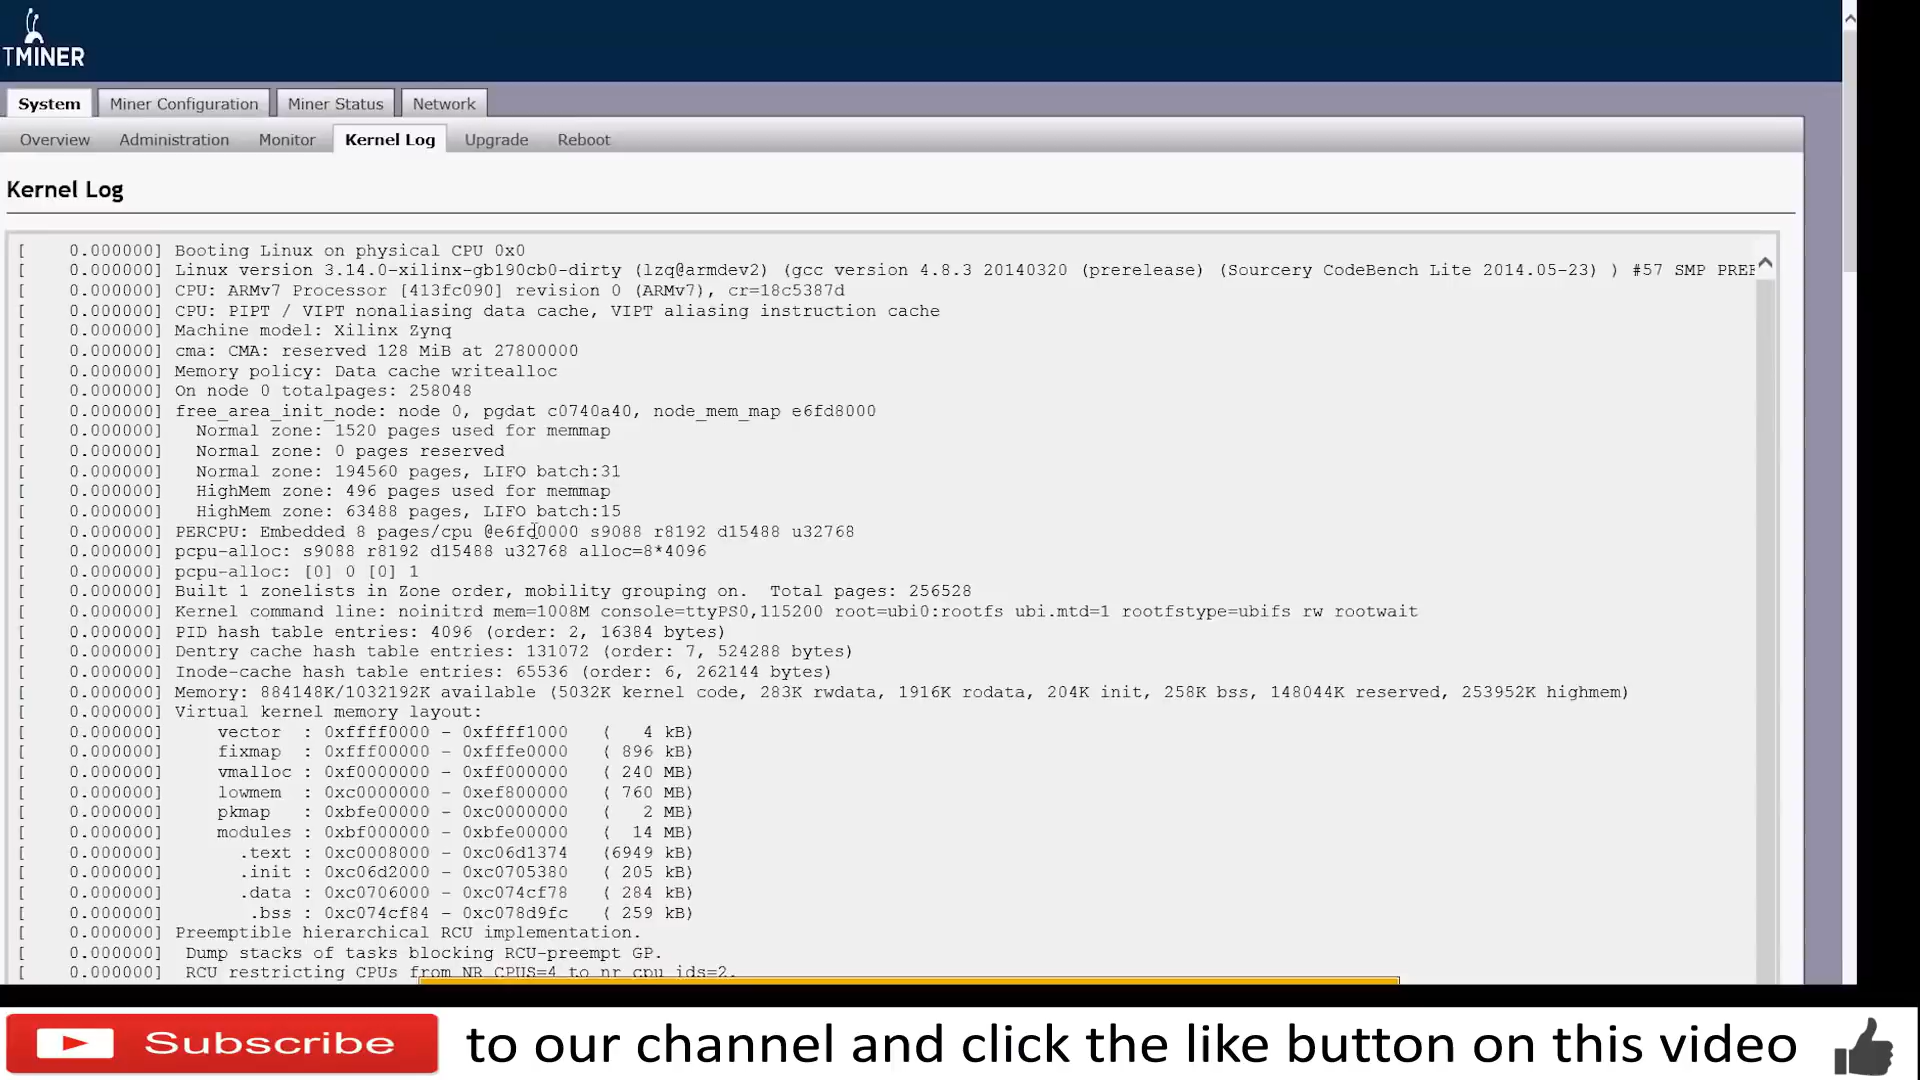 TMINER
System Miner Configuration Miner Status Network
Overview Administration Monitor Kernel Log Upgrade Reboot
Kernel Log
[ 0.000000] Booting Linux on physical CPU 0x0
[ 0.000000] Linux version 3.14.0-xilinx-gb190cb0-dirty (lzq@armdev2) (gcc version 4.8.3 20140320 (prerelease) (Sourcery CodeBench Lite 2014.05-23) ) #57 SMP
[ 0.000000] CPU: ARMv7 Processor [413fc090] revision 0 (ARMv7), cr=18c5387d
[ 0.000000] CPU: PIPT / VIPT nonaliasing data cache, VIPT aliasing instruction cache
[ 0.000000] Machine model: Xilinx Zynq
[ 0.000000] cma: CMA: reserved 128 MiB at 27800000
[ 0.000000] Memory policy: Data cache writealloc
[ 0.000000] On node 0 totalpages: 258048
[ 0.000000] free_area_init_node: node 0, pgdat c0740a40, node_mem_map e6fd8000
[ 0.000000] Normal zone: 1520 pages used for memmap
[ 0.000000] Normal zone: 0 pages reserved
[ 0.000000] Normal zone: 194560 pages, LIFO batch:31
[ 0.000000] HighMem zone: 496 pages used for memmap
[ 0.000000] HighMem zone: 63488 pages, LIFO batch:15
[ 0.000000] PERCPU: Embedded 8 pages/cpu @e6fd0000 s9088 r8192 d15488 u32768
[ 0.000000] pcpu-alloc: s9088 r8192 d15488 u32768 alloc=8*4096
[ 0.000000] pcpu-alloc: [0] 0 [0] 1
[ 0.000000] Built 1 zonelists in Zone order, mobility grouping on.  Total pages: 256528
[ 0.000000] Kernel command line: noinitrd mem=1008M console=ttyPS0,115200 root=ubi0:rootfs ubi.mtd=1 rootfstype=ubifs rw rootwait
[ 0.000000] PID hash table entries: 4096 (order: 2, 16384 bytes)
[ 0.000000] Dentry cache hash table entries: 131072 (order: 7, 524288 bytes)
[ 0.000000] Inode-cache hash table entries: 65536 (order: 6, 262144 bytes)
[ 0.000000] Memory: 884148K/1032192K available (5032K kernel code, 283K rwdata, 1916K rodata, 204K init, 258K bss, 148044K reserved, 253952K highmem)
[ 0.000000] Virtual kernel memory layout:
[ 0.000000] vector : 0xffff0000 - 0xffff1000 ( 4 kB)
[ 0.000000] fixmap : 0xfff00000 - 0xfffe0000 ( 896 kB)
[ 0.000000] vmalloc : 0xf0000000 - 0xff000000 ( 240 MB)
[ 0.000000] lowmem : 0xc0000000 - 0xef800000 ( 760 MB)
[ 0.000000] pkmap : 0xbfe00000 - 0xc0000000 ( 2 MB)
[ 0.000000] modules : 0xbf000000 - 0xbfe00000 ( 14 MB)
[ 0.000000] .text : 0xc0008000 - 0xc06d1374 (6949 kB)
[ 0.000000] .init : 0xc06d2000 - 0xc0705380 ( 205 kB)
[ 0.000000] .data : 0xc0706000 - 0xc074cf78 ( 284 kB)
[ 0.000000] .bss : 0xc074cf84 - 0xc078d9fc ( 259 kB)
[ 0.000000] Preemptible hierarchical RCU implementation.
[ 0.000000] Dump stacks of tasks blocking RCU-preempt GP.
[ 0.000000] RCU restricting CPUs from NR_CPUS=4 to nr_cpu_ids=2.
Subscribe to our channel and click the like button on this video